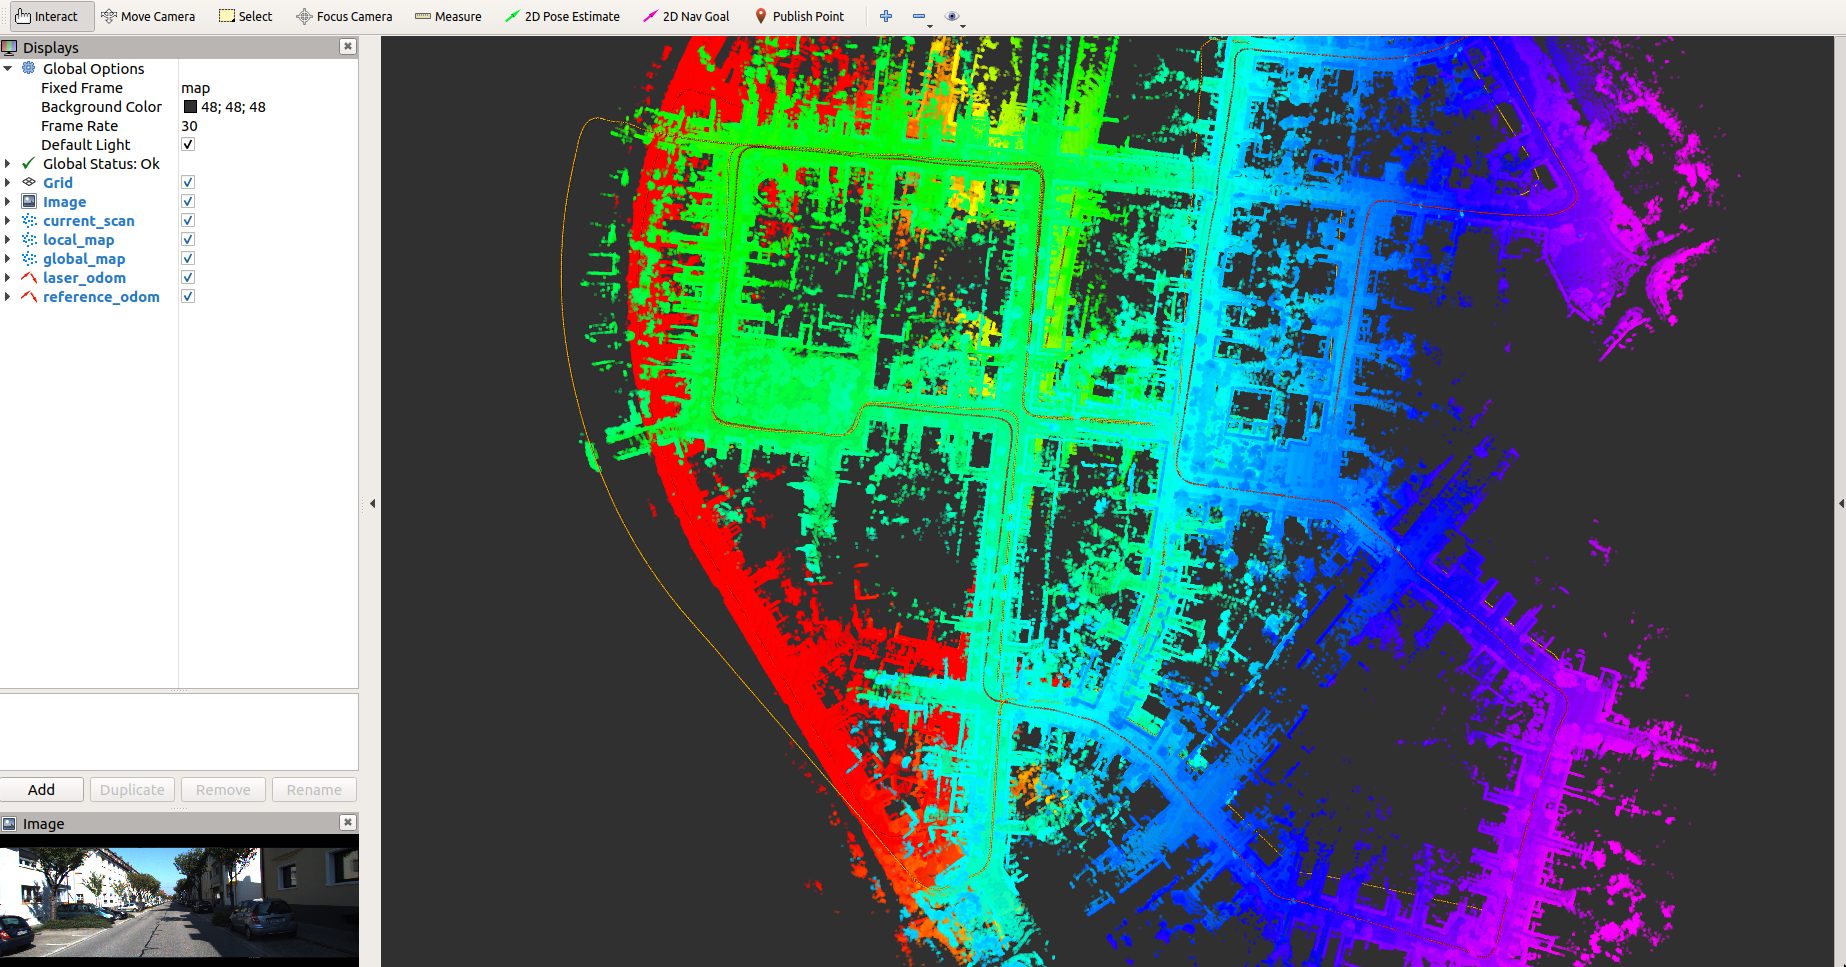 Interact Move Camera Select Focus Camera Measure 2D Pose Estimate 2D Nav Goal Publish Point
Displays
Global Options
Fixed Frame map
Background Color 48; 48; 48
Frame Rate 30
Default Light
Global Status: Ok
Grid
Image
current_scan
local_map
global_map
laser_odom
reference_odom
Add Duplicate Remove Rename
Image